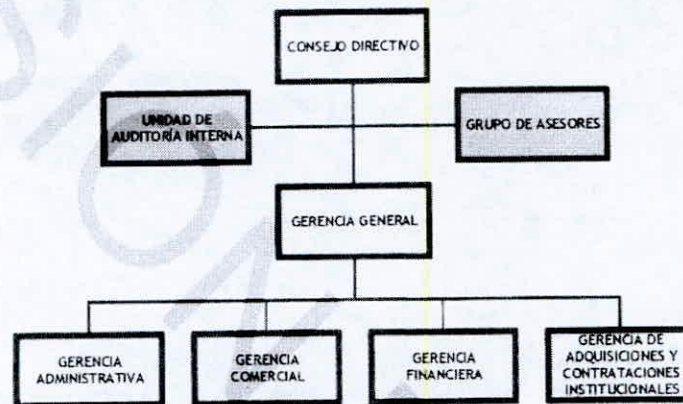 CONSEJO DIRECTIVO
UNIDAD DE
AUDITORÍA INTERNA
GRUPO DE ASESORES
GERENCIA GENERAL
GERENCIA
ADMINISTRATIVA
GERENCIA
COMERCIAL
GERENCIA
FINANCIERA
GERENCIA DE
ADQUISICIONES Y
CONTRATACIONES
INSTITUCIONALES